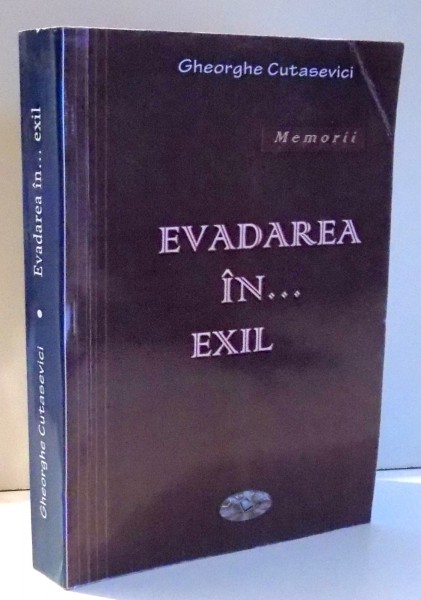 Gheorghe Cutasevici
Memorii
EVADAREA
ÎN...
EXIL
Gheorghe Cutasevici • Evadarea în... exil